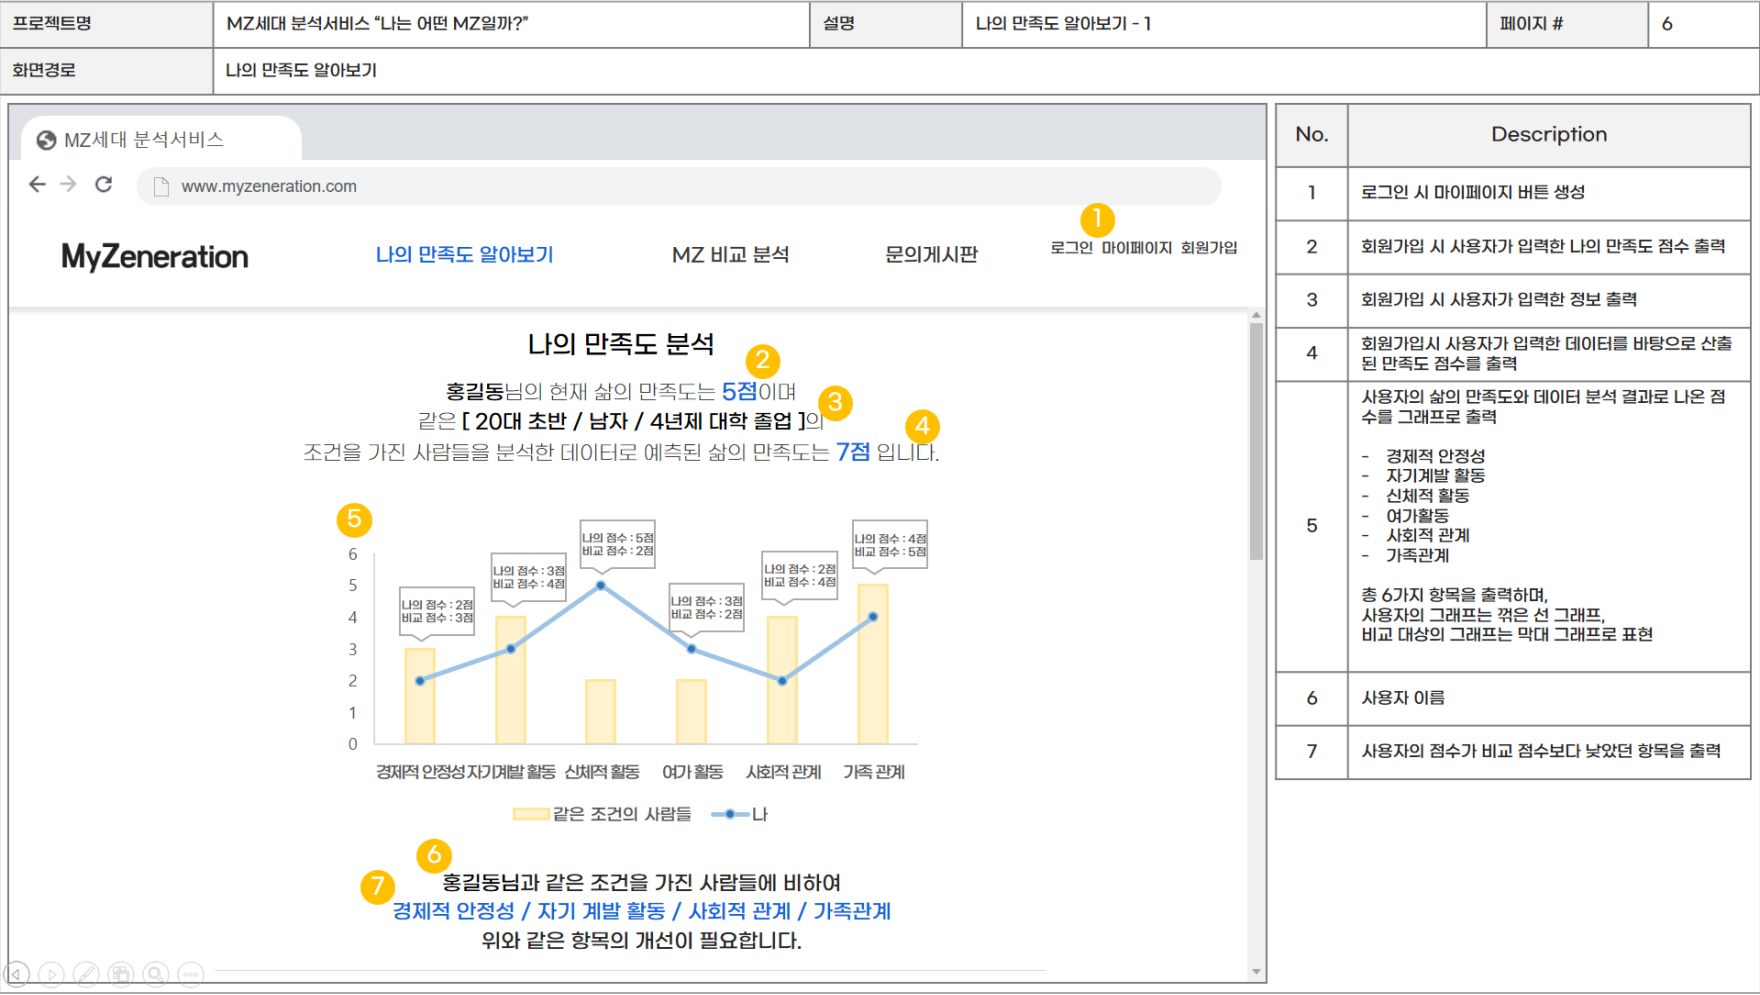 프로젝트명
MZ세대 분석서비스 “나는 어떤 MZ일까?”
설명
나의 만족도 알아보기 - 1
페이지 #
6
화면경로
나의 만족도 알아보기
MZ세대 분석서비스
www.myzeneration.com
1
MyZeneration
나의 만족도 알아보기
MZ 비교 분석
문의게시판
로그인 마이페이지 회원가입
나의 만족도 분석
2
홍길동님의 현재 삶의 만족도는 5점이며
3
같은 [ 20대 초반 / 남자 / 4년제 대학 졸업 ]의
4
조건을 가진 사람들을 분석한 데이터로 예측된 삶의 만족도는 7점 입니다.
5
6
5
4
3
2
1
0
나의 점수 : 2점
비교 점수 : 3점
나의 점수 : 3점
비교 점수 : 4점
나의 점수 : 5점
비교 점수 : 2점
나의 점수 : 3점
비교 점수 : 2점
나의 점수 : 2점
비교 점수 : 4점
나의 점수 : 4점
비교 점수 : 5점
경제적 안정성 자기계발 활동 신체적 활동 여가 활동 사회적 관계 가족 관계
같은 조건의 사람들 나
6
홍길동님과 같은 조건을 가진 사람들에 비하여
7
경제적 안정성 / 자기 계발 활동 / 사회적 관계 / 가족관계
위와 같은 항목의 개선이 필요합니다.
No. Description
1 로그인 시 마이페이지 버튼 생성
2 회원가입 시 사용자가 입력한 나의 만족도 점수 출력
3 회원가입 시 사용자가 입력한 정보 출력
4 회원가입시 사용자가 입력한 데이터를 바탕으로 산출
된 만족도 점수를 출력
5
사용자의 삶의 만족도와 데이터 분석 결과로 나온 점
수를 그래프로 출력
- 경제적 안정성
- 자기계발 활동
- 신체적 활동
- 여가활동
- 사회적 관계
- 가족관계
총 6가지 항목을 출력하며,
사용자의 그래프는 꺾은 선 그래프,
비교 대상의 그래프는 막대 그래프로 표현
6 사용자 이름
7 사용자의 점수가 비교 점수보다 낮았던 항목을 출력